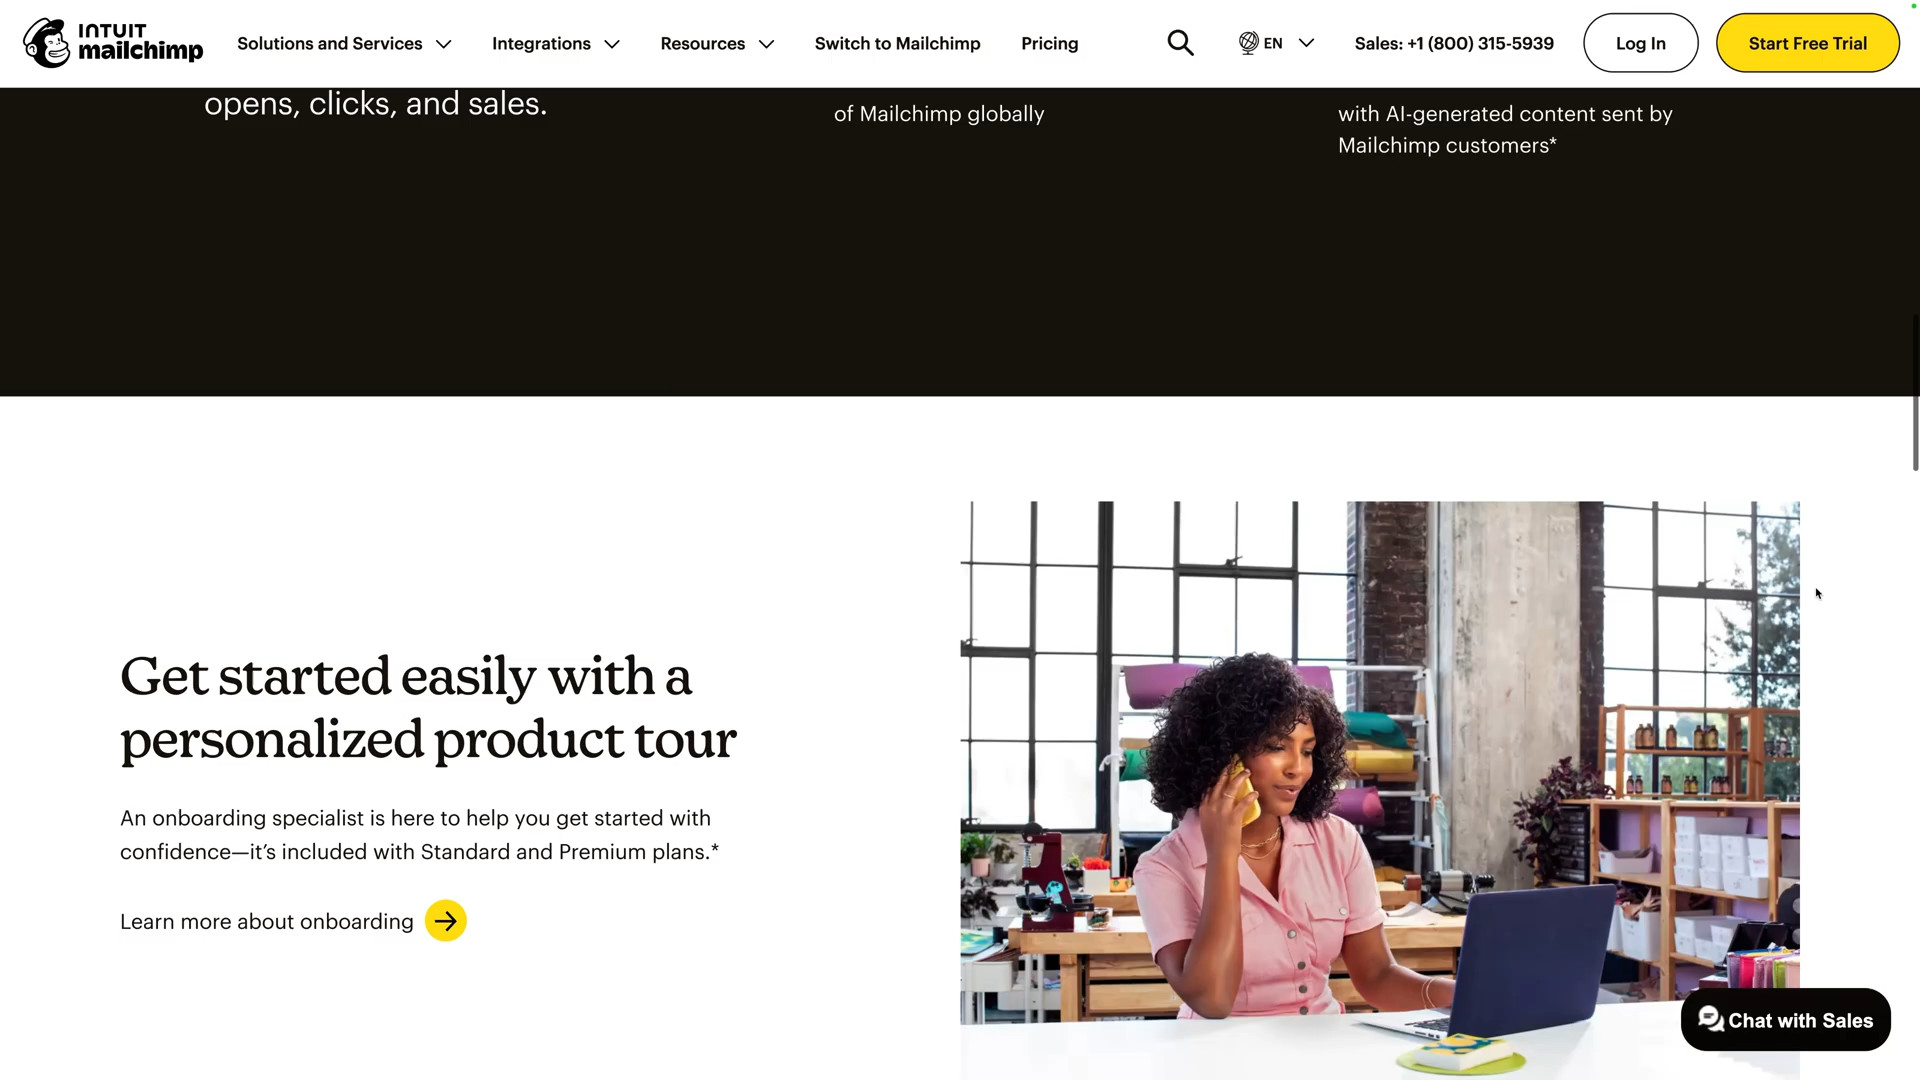 INTUIT
mailchimp
Solutions and Services
Integrations
Resources
Switch to Mailchimp
Pricing
EN
Sales: +1 (800) 315-5939
Log In
Start Free Trial
opens, clicks, and sales.
of Mailchimp globally
with AI-generated content sent by
Mailchimp customers*
Get started easily with a
personalized product tour
An onboarding specialist is here to help you get started with
confidence—it’s included with Standard and Premium plans.*
Learn more about onboarding
Chat with Sales